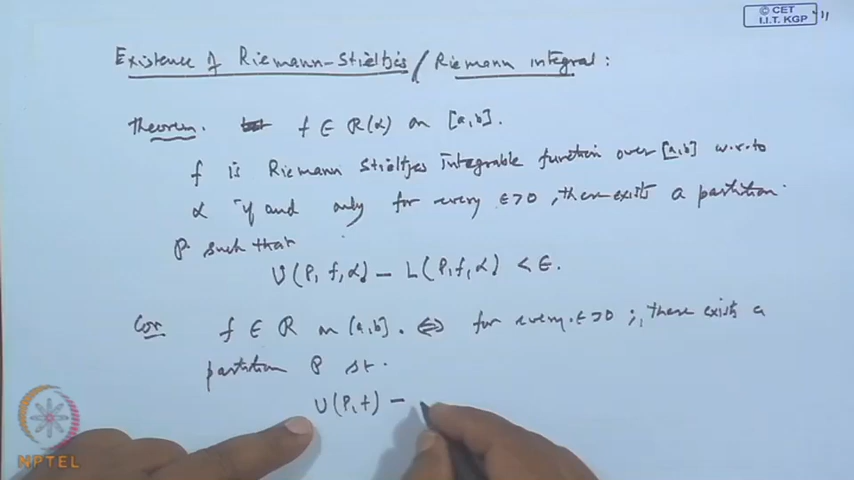 © CET
I.I.T. KGP
Existence of Riemann-Stieltjes / Riemann integral :
Theorem. f ∈ R(α) on [a,b].
f is Riemann Stieltjes Integrable function over [a,b] w.r.to
α if and only for every ε>0, there exists a partition
P such that
U(P, f, α) - L(P, f, α) < ε.
Cor f ∈ R on [a,b]. ⇔ for every ε>0 ; there exists a
partition P st.
U(P, f) -
NPTEL